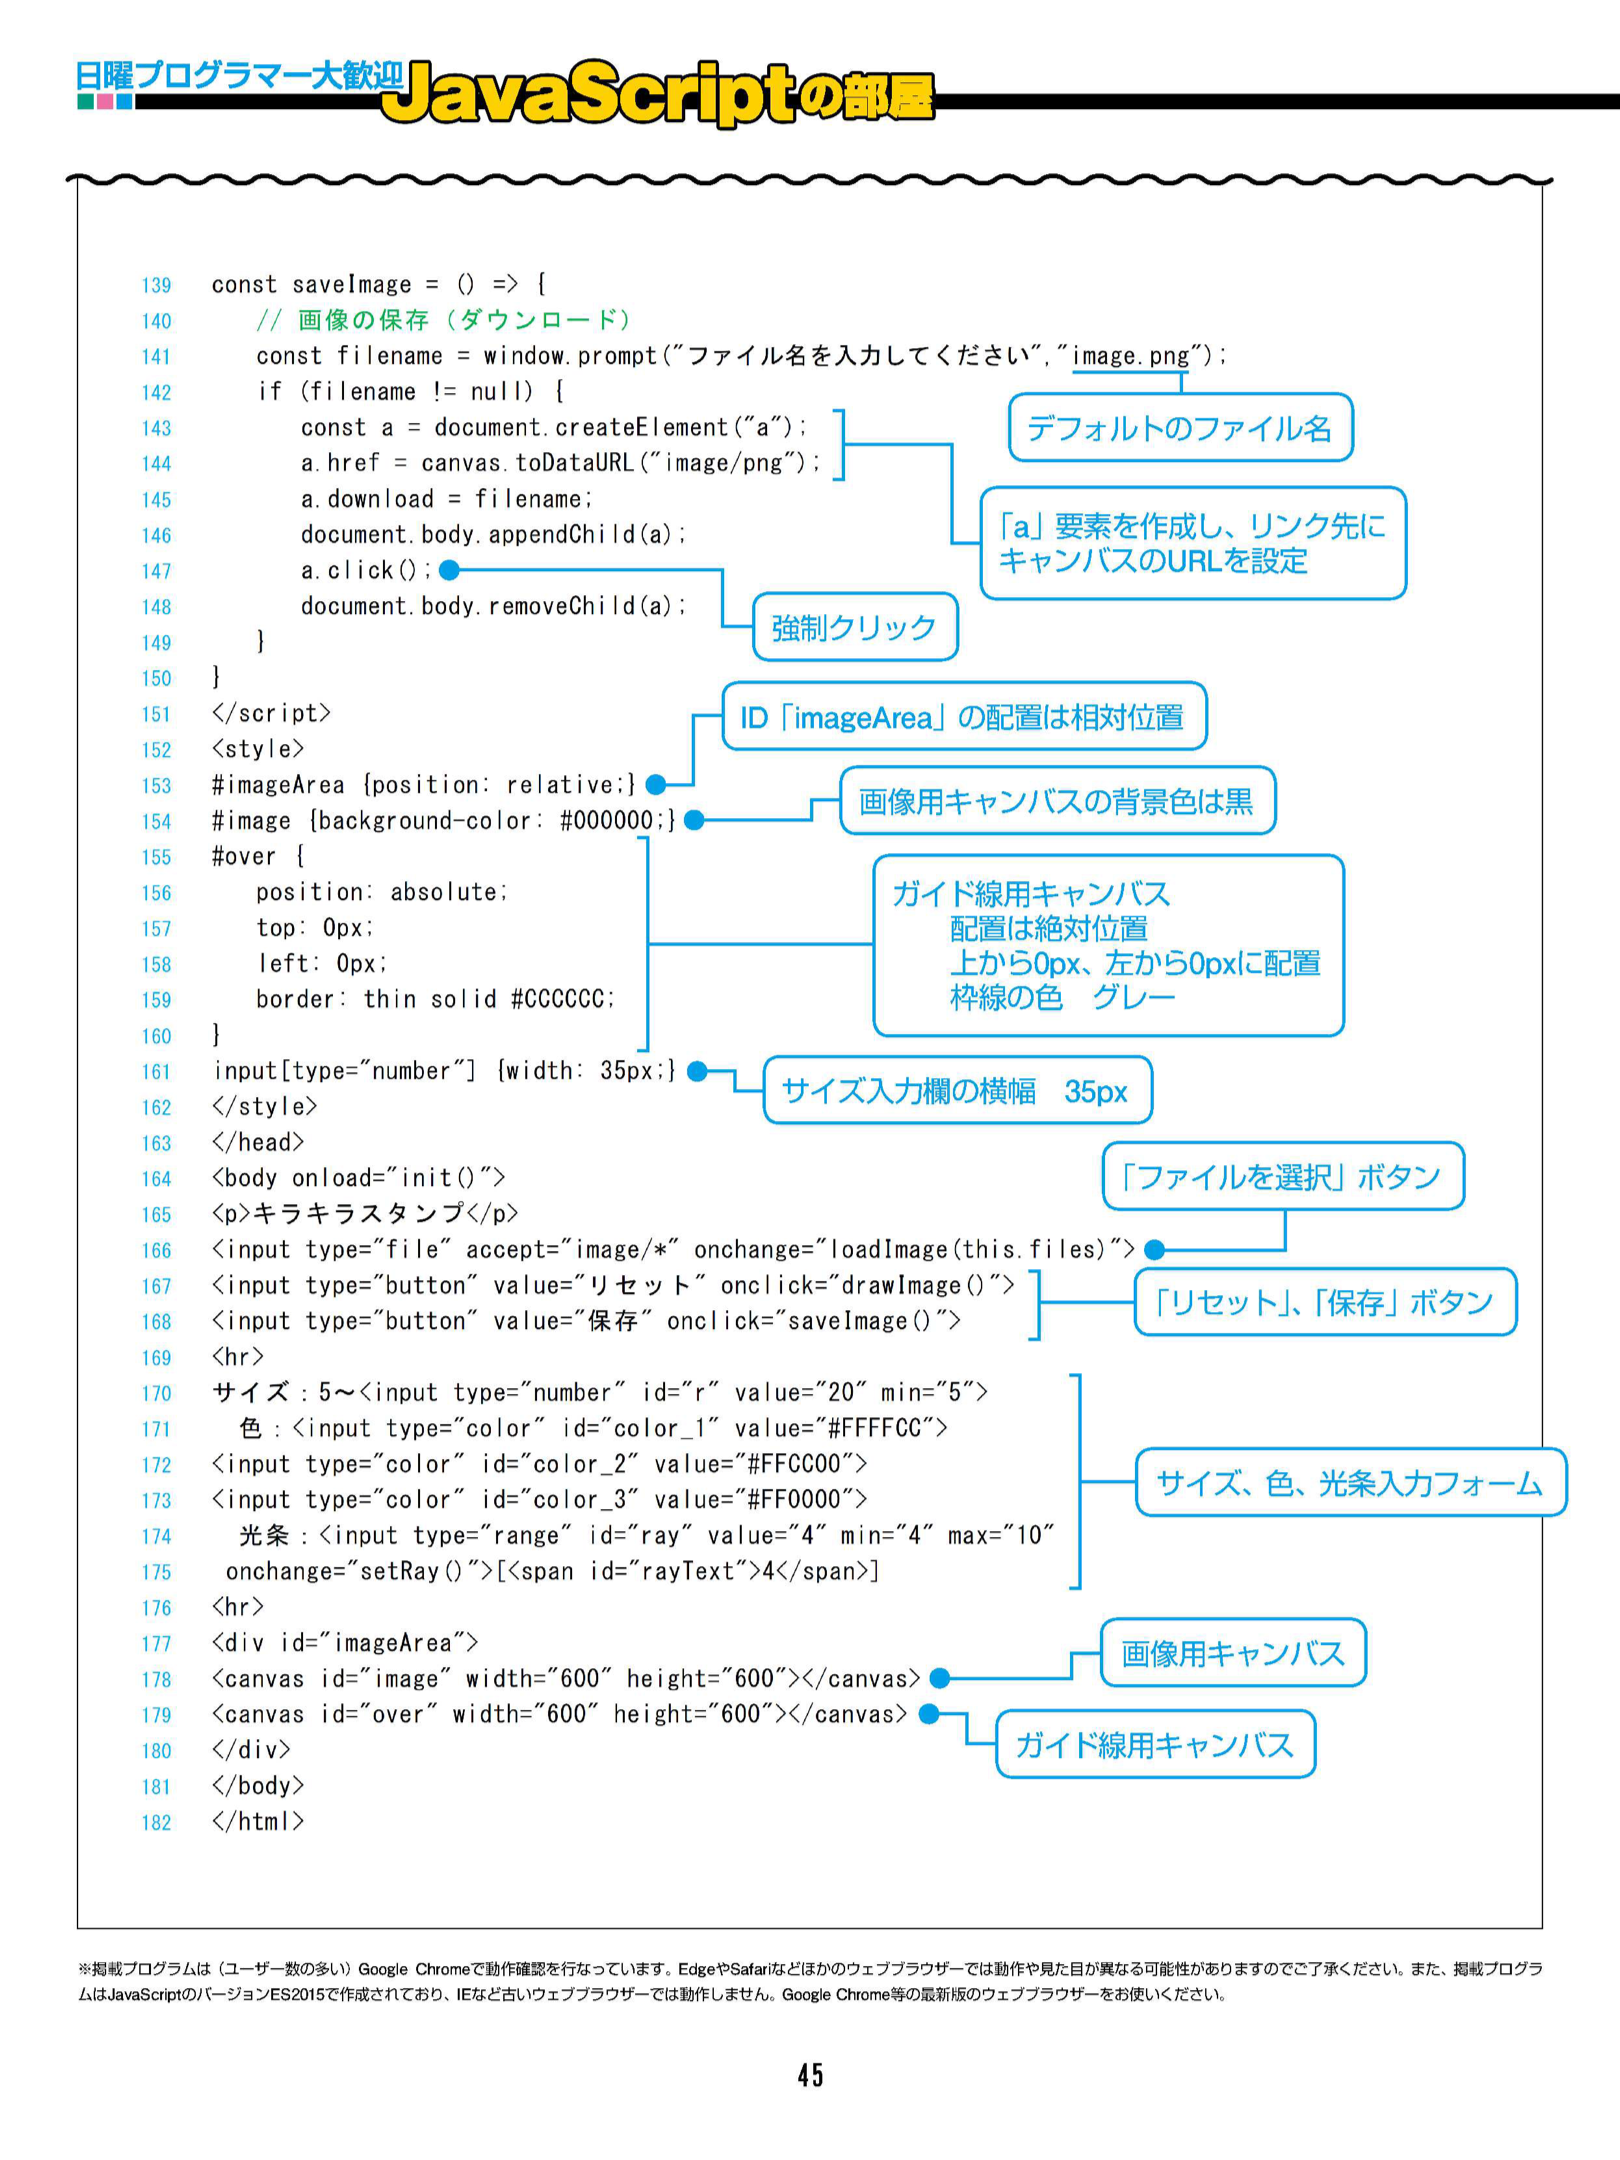 日曜プログラマー大歓迎
JavaScriptの部屋
139 const saveImage = () => {
140 // 画像の保存（ダウンロード）
141 const filename = window.prompt("ファイル名を入力してください","image.png");
142 if (filename != null) {
デフォルトのファイル名
143 const a = document.createElement("a");
144 a.href = canvas.toDataURL("image/png");
145 a.download = filename;
「a」要素を作成し、リンク先に
キャンバスのURLを設定
146 document.body.appendChild(a);
147 a.click();
148 document.body.removeChild(a);
強制クリック
149 }
150 }
151 </script>
ID「imageArea」の配置は相対位置
152 <style>
153 #imageArea {position: relative;}
画像用キャンバスの背景色は黒
154 #image {background-color: #000000;}
155 #over {
156 position: absolute;
157 top: 0px;
158 left: 0px;
159 border: thin solid #CCCCCC;
160 }
ガイド線用キャンバス
配置は絶対位置
上から0px、左から0pxに配置
枠線の色　グレー
161 input[type="number"] {width: 35px;}
サイズ入力欄の横幅　35px
162 </style>
163 </head>
164 <body onload="init()">
「ファイルを選択」ボタン
165 <p>キラキラスタンプ</p>
166 <input type="file" accept="image/*" onchange="loadImage(this.files)">
167 <input type="button" value="リセット" onclick="drawImage()">
168 <input type="button" value="保存" onclick="saveImage()">
「リセット」、「保存」ボタン
169 <hr>
170 サイズ：5〜<input type="number" id="r" value="20" min="5">
171 　色：<input type="color" id="color_1" value="#FFFFCC">
172 <input type="color" id="color_2" value="#FFCC00">
173 <input type="color" id="color_3" value="#FF0000">
174 　光条：<input type="range" id="ray" value="4" min="4" max="10"
175 onchange="setRay()">[<span id="rayText">4</span>]
サイズ、色、光条入力フォーム
176 <hr>
177 <div id="imageArea">
178 <canvas id="image" width="600" height="600"></canvas>
画像用キャンバス
179 <canvas id="over" width="600" height="600"></canvas>
ガイド線用キャンバス
180 </div>
181 </body>
182 </html>
※掲載プログラムは（ユーザー数の多い）Google Chromeで動作確認を行なっています。EdgeやSafariなどほかのウェブブラウザーでは動作や見た目が異なる可能性がありますのでご了承ください。また、掲載プログラ
ムはJavaScriptのバージョンES2015で作成されており、IEなど古いウェブブラウザーでは動作しません。Google Chrome等の最新版のウェブブラウザーをお使いください。
45